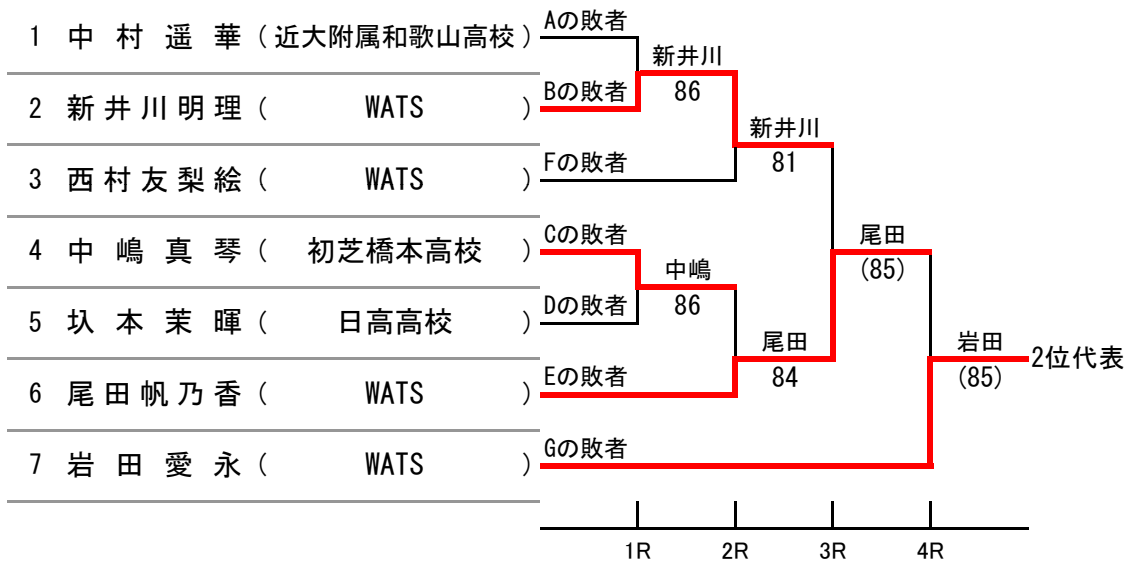 1 中村遥華（近大附属和歌山高校）
2 新井川明理（WATS）
3 西村友梨絵（WATS）
4 中嶋真琴（初芝橋本高校）
5 圦本茉暉（日高高校）
6 尾田帆乃香（WATS）
7 岩田愛永（WATS）
Aの敗者
Bの敗者
Fの敗者
Cの敗者
Dの敗者
Eの敗者
Gの敗者
新井川
86
中嶋
86
新井川
81
尾田
84
尾田
(85)
岩田
(85)
2位代表
1R 2R 3R 4R